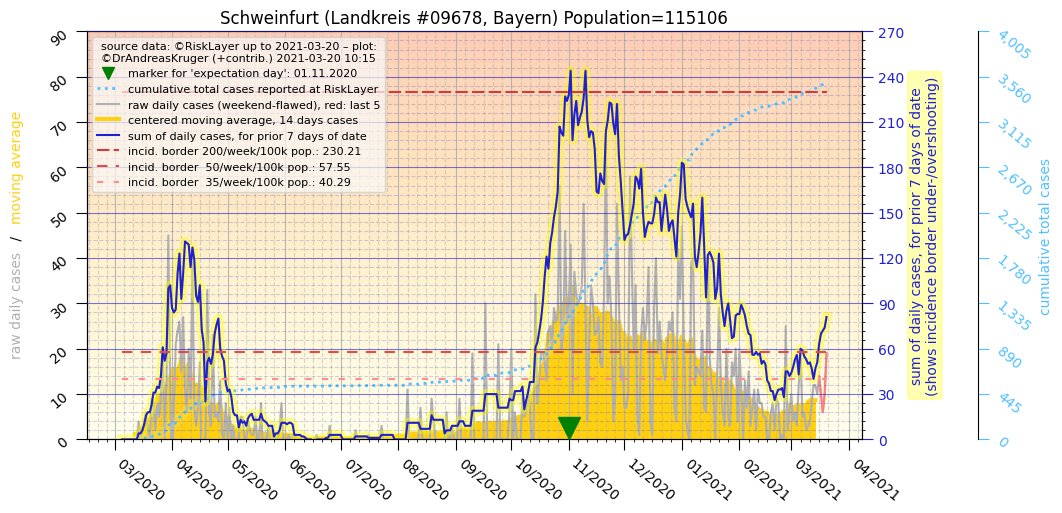 Schweinfurt (Landkreis #09678, Bayern) Population=115106
source data: ©RiskLayer up to 2021-03-20 – plot:
©DrAndreasKruger (+contrib.) 2021-03-20 10:15
marker for 'expectation day': 01.11.2020
cumulative total cases reported at RiskLayer
raw daily cases (weekend-flawed), red: last 5
centered moving average, 14 days cases
sum of daily cases, for prior 7 days of date
incid. border 200/week/100k pop.: 230.21
incid. border  50/week/100k pop.: 57.55
incid. border  35/week/100k pop.: 40.29
raw daily cases / moving average
90
80
70
60
50
40
30
20
10
0
270
240
210
180
150
120
90
60
30
0
sum of daily cases, for prior 7 days of date
(shows incidence border under-/overshooting)
4,005
3,560
3,115
2,670
2,225
1,780
1,335
890
445
0
cumulative total cases
03/2020
04/2020
05/2020
06/2020
07/2020
08/2020
09/2020
10/2020
11/2020
12/2020
01/2021
02/2021
03/2021
04/2021